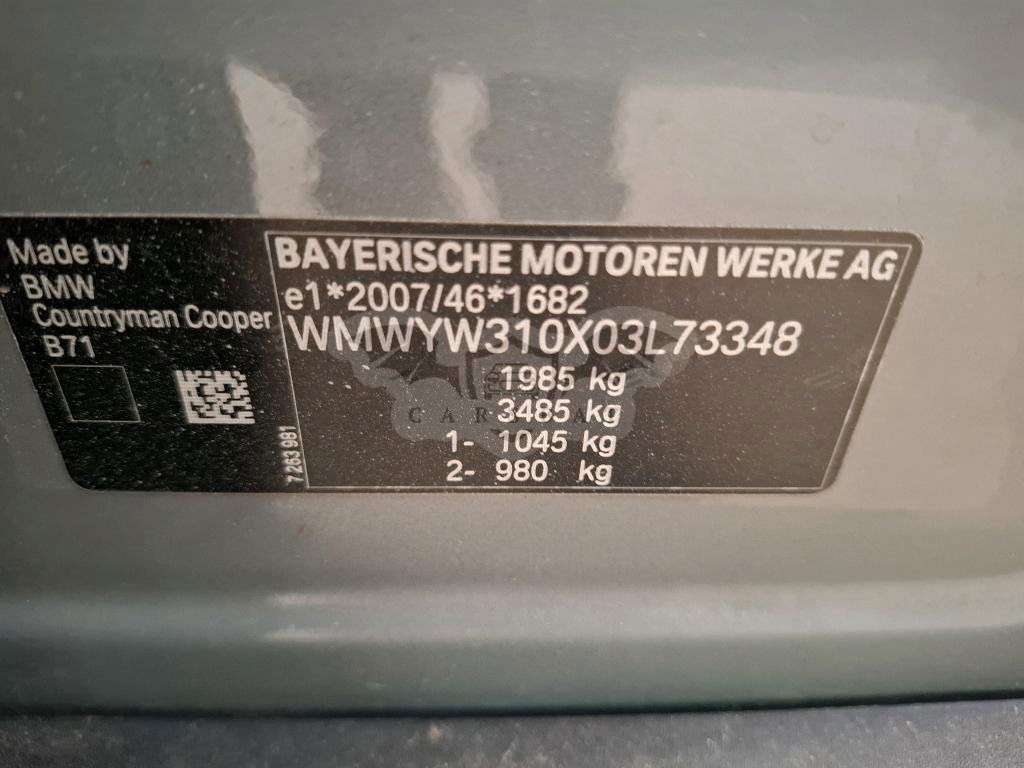 Made by
BMW
Countryman Cooper
B71
7 263 981
BAYERISCHE MOTOREN WERKE AG
e1*2007/46*1682
WMWYW310X03L73348
1985 kg
3485 kg
1- 1045 kg
2- 980 kg